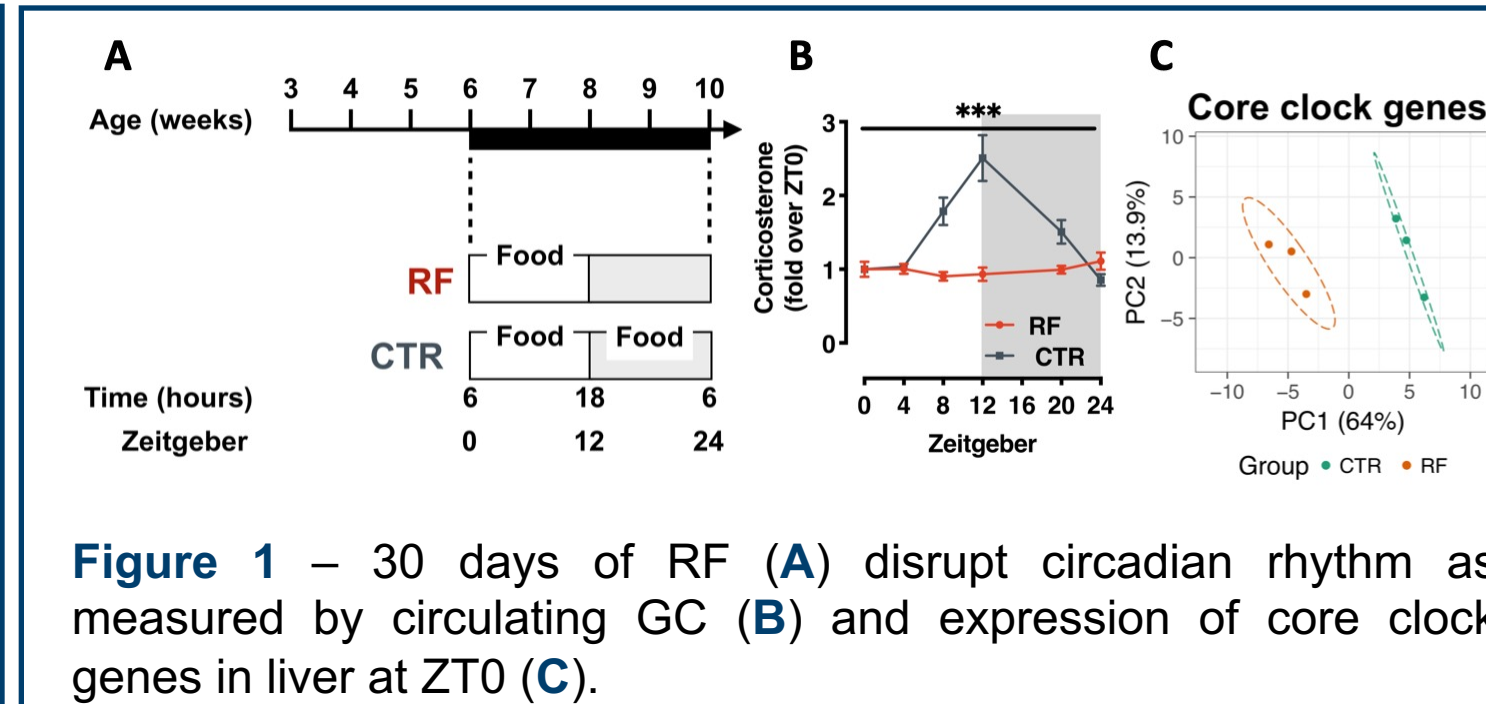 A
3 4 5 6 7 8 9 10
Age (weeks)
Food
RF
Food Food
CTR
Time (hours) 6 18 6
Zeitgeber 0 12 24
B
***
Corticosterone
(fold over ZT0)
3
2
1
0
RF
CTR
0 4 8 12 16 20 24
Zeitgeber
C
Core clock genes
PC2 (13.9%)
10
5
0
−5
−10 −5 0 5 10
PC1 (64%)
Group CTR RF
Figure 1 – 30 days of RF (A) disrupt circadian rhythm as
measured by circulating GC (B) and expression of core clock
genes in liver at ZT0 (C).